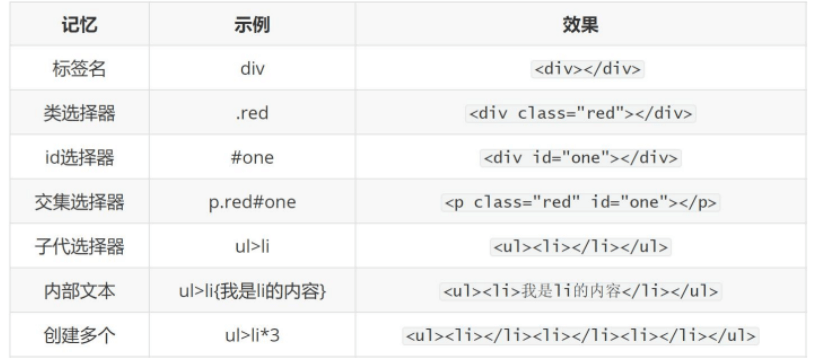 记忆 示例 效果
标签名 div <div></div>
类选择器 .red <div class="red"></div>
id选择器 #one <div id="one"></div>
交集选择器 p.red#one <p class="red" id="one"></p>
子代选择器 ul>li <ul><li></li></ul>
内部文本 ul>li{我是li的内容} <ul><li>我是li的内容</li></ul>
创建多个 ul>li*3 <ul><li></li><li></li><li></li></ul>